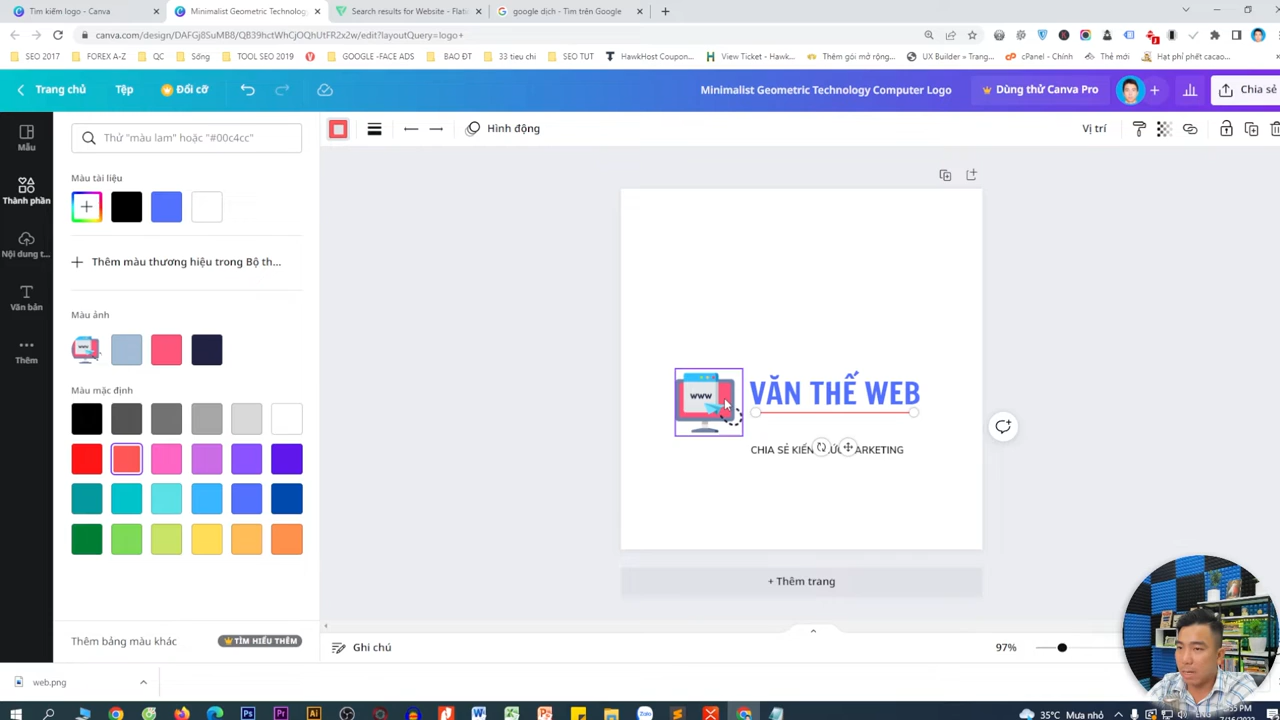 Tìm kiếm logo - Canva
Minimalist Geometric Technology
Search results for Website - Flatic
google dịch - Tìm trên Google
canva.com/design/DAFGj8SuMB8/QB39hctWhCjOQhUtFR2x2w/edit?layoutQuery=logo+
SEO 2017
FOREX A-Z
QC
Sống
TOOL SEO 2019
GOOGLE -FACE ADS
BAO ĐT
33 tieu chi
SEO TUT
HawkHost Coupon...
View Ticket - Hawk...
Thêm gói mở rộng...
UX Builder » Trang...
cPanel - Chính
Thẻ mới
Hạt phỉ phết cacao...
Trang chủ
Tệp
Đổi cỡ
Minimalist Geometric Technology Computer Logo
Dùng thử Canva Pro
Chia sẻ
Mẫu
Thành phần
Nội dung t...
Văn bản
Thêm
Thử "màu lam" hoặc "#00c4cc"
Hình động
Vị trí
Màu tài liệu
Thêm màu thương hiệu trong Bộ th...
Màu ảnh
Màu mặc định
WWW
VĂN THẾ WEB
+ Thêm trang
Thêm bảng màu khác
TÌM HIỂU THÊM
Ghi chú
97%
web.png
35°C Mưa nhỏ